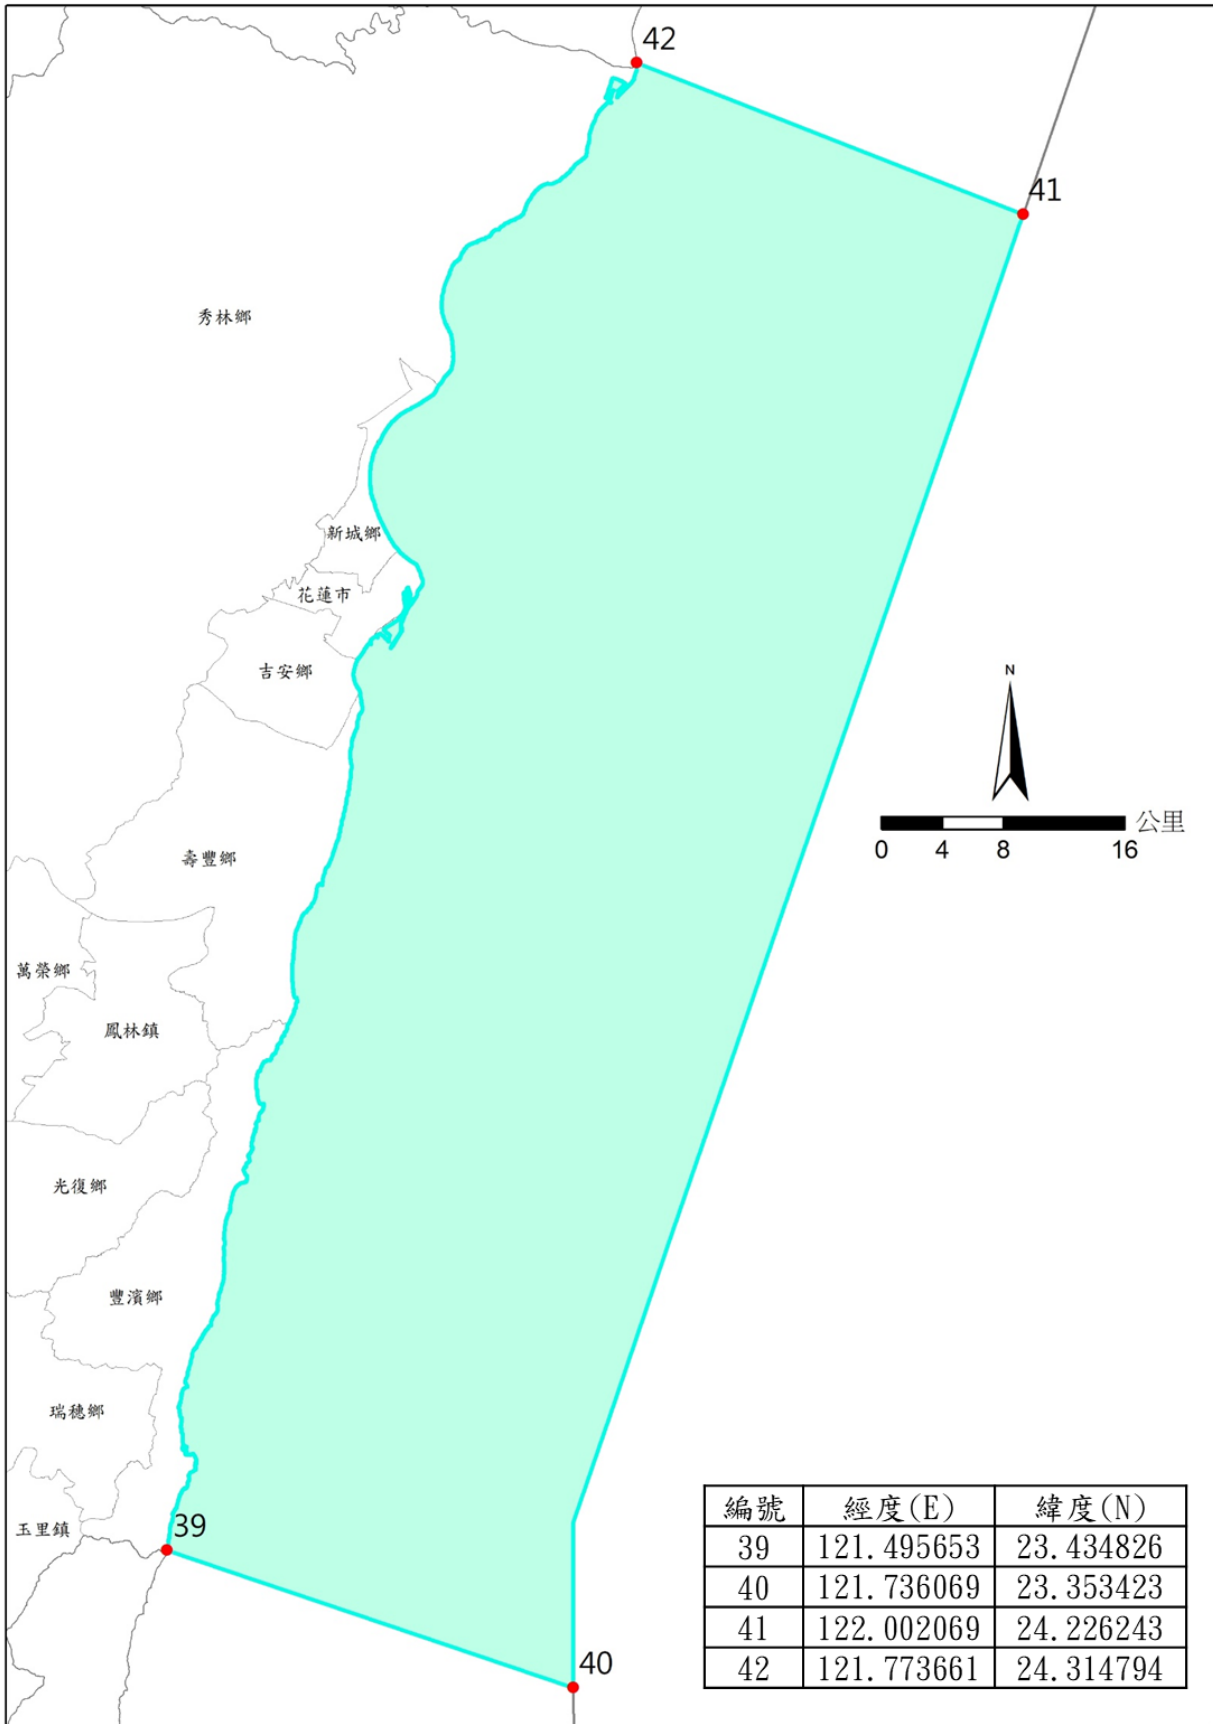 42
41
秀林鄉
新城鄉
花蓮市
吉安鄉
N
公里
0 4 8 16
壽豐鄉
萬榮鄉
鳳林鎮
光復鄉
豐濱鄉
瑞穗鄉
玉里鎮
39
40
編號 經度(E) 緯度(N)
39 121.495653 23.434826
40 121.736069 23.353423
41 122.002069 24.226243
42 121.773661 24.314794